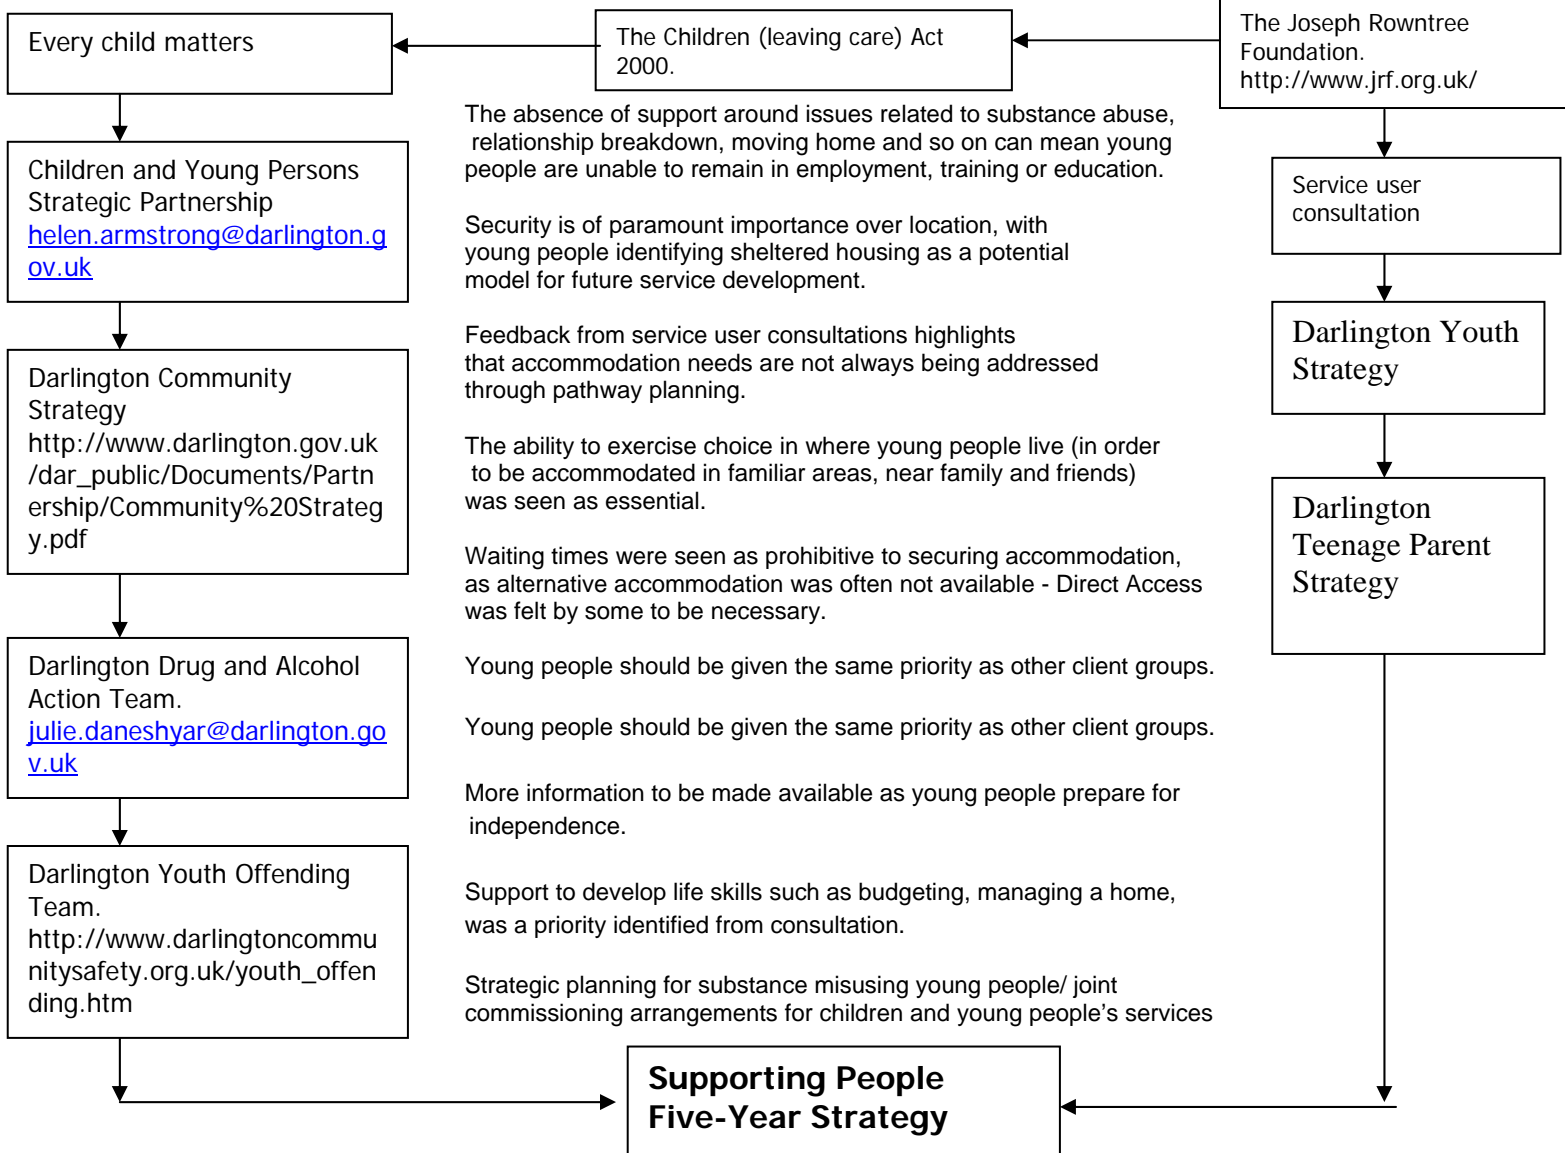 Every child matters
The Children (leaving care) Act
2000.
The Joseph Rowntree
Foundation.
http://www.jrf.org.uk/
Children and Young Persons
Strategic Partnership
helen.armstrong@darlington.g
ov.uk
Darlington Community
Strategy
http://www.darlington.gov.uk
/dar_public/Documents/Partn
ership/Community%20Strateg
y.pdf
Darlington Drug and Alcohol
Action Team.
julie.daneshyar@darlington.go
v.uk
Darlington Youth Offending
Team.
http://www.darlingtoncommu
nitysafety.org.uk/youth_offen
ding.htm
The absence of support around issues related to substance abuse,
relationship breakdown, moving home and so on can mean young
people are unable to remain in employment, training or education.
Security is of paramount importance over location, with
young people identifying sheltered housing as a potential
model for future service development.
Feedback from service user consultations highlights
that accommodation needs are not always being addressed
through pathway planning.
The ability to exercise choice in where young people live (in order
to be accommodated in familiar areas, near family and friends)
was seen as essential.
Waiting times were seen as prohibitive to securing accommodation,
as alternative accommodation was often not available - Direct Access
was felt by some to be necessary.
Young people should be given the same priority as other client groups.
Young people should be given the same priority as other client groups.
More information to be made available as young people prepare for
independence.
Support to develop life skills such as budgeting, managing a home,
was a priority identified from consultation.
Strategic planning for substance misusing young people/ joint
commissioning arrangements for children and young people's services
Service user
consultation
Darlington Youth
Strategy
Darlington
Teenage Parent
Strategy
Supporting People
Five-Year Strategy